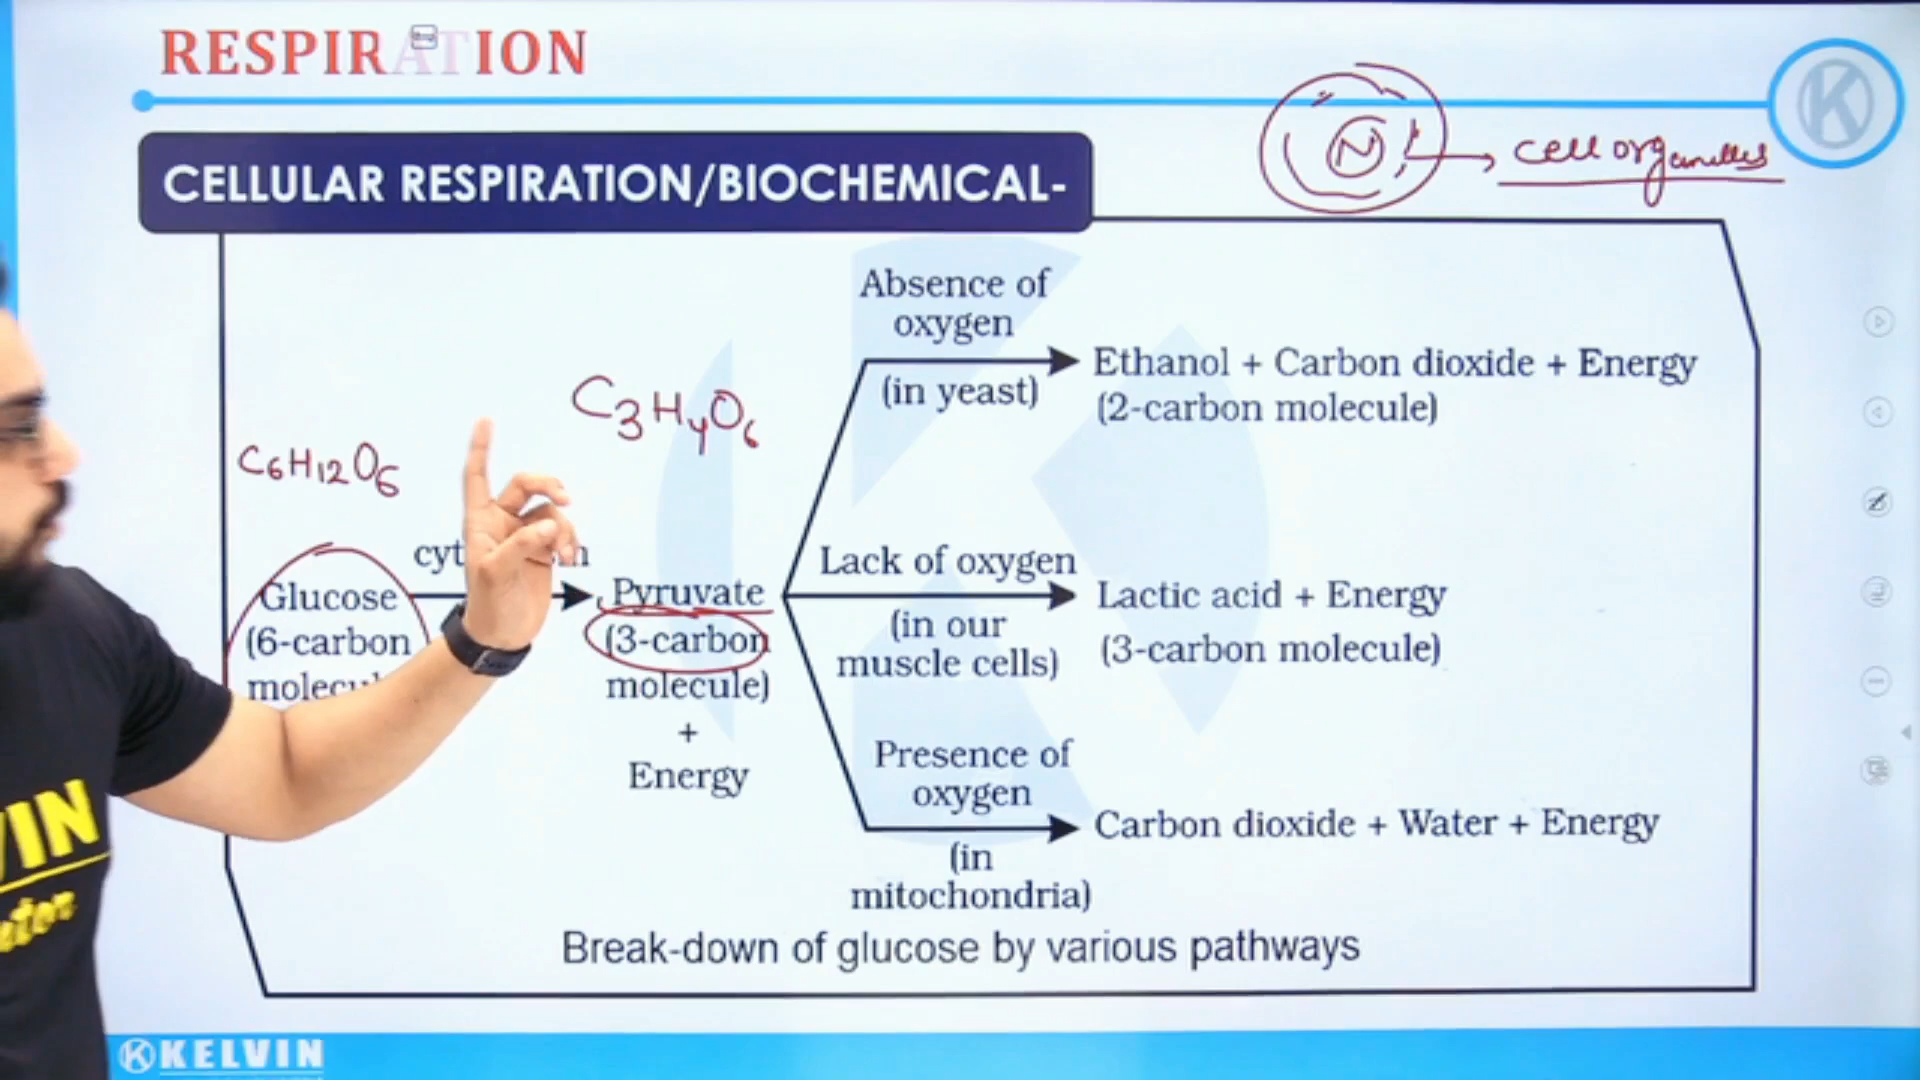 RESPIRATION
CELLULAR RESPIRATION/BIOCHEMICAL-
N
cell organelles
Absence of
oxygen
(in yeast)
Ethanol + Carbon dioxide + Energy
(2-carbon molecule)
C3H4O6
C6H12O6
Glucose
(6-carbon
Pyruvate
(3-carbon
molecule)
+
Energy
Lack of oxygen
(in our
muscle cells)
Lactic acid + Energy
(3-carbon molecule)
Presence of
oxygen
(in
mitochondria)
Carbon dioxide + Water + Energy
Break-down of glucose by various pathways
KELVIN